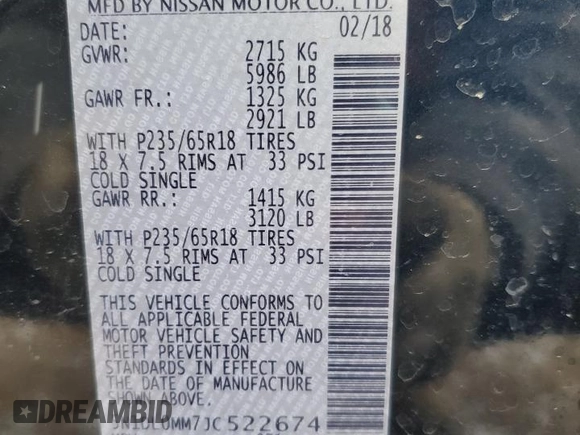 MFD BY NISSAN MOTOR CO., LTD.
DATE: 02/18
GVWR: 2715 KG
5986 LB
GAWR FR.: 1325 KG
2921 LB
WITH P235/65R18 TIRES
18 X 7.5 RIMS AT 33 PSI
COLD SINGLE
GAWR RR.: 1415 KG
3120 LB
WITH P235/65R18 TIRES
18 X 7.5 RIMS AT 33 PSI
COLD SINGLE
THIS VEHICLE CONFORMS TO
ALL APPLICABLE FEDERAL
MOTOR VEHICLE SAFETY AND
THEFT PREVENTION
STANDARDS IN EFFECT ON
THE DATE OF MANUFACTURE
SHOWN ABOVE.
DREAMBID